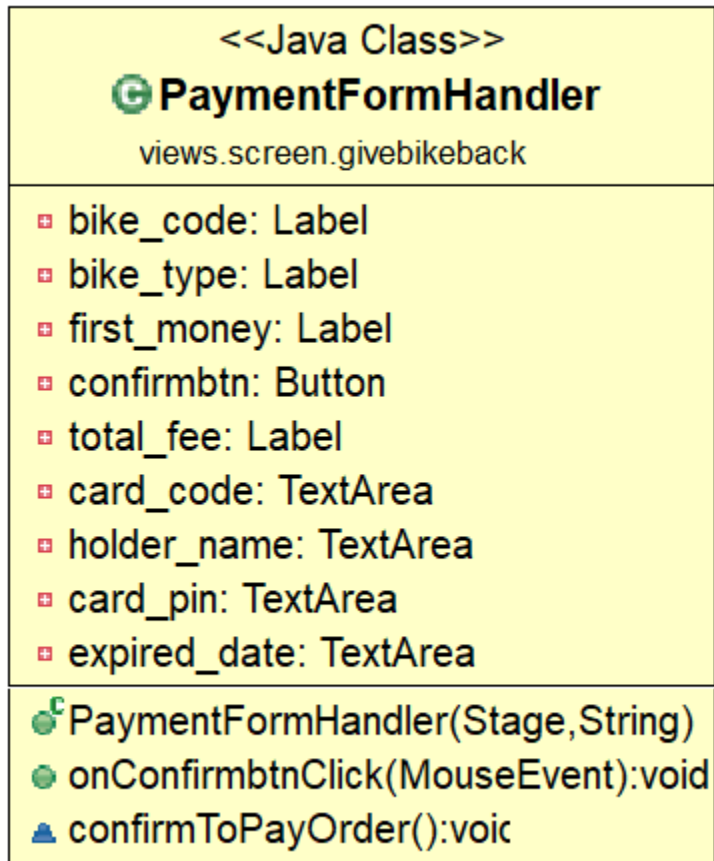 <<Java Class>>
C PaymentFormHandler
views.screen.givebikeback
bike_code: Label
bike_type: Label
first_money: Label
confirmbtn: Button
total_fee: Label
card_code: TextArea
holder_name: TextArea
card_pin: TextArea
expired_date: TextArea
C PaymentFormHandler(Stage,String)
onConfirmbtnClick(MouseEvent):void
confirmToPayOrder():voic